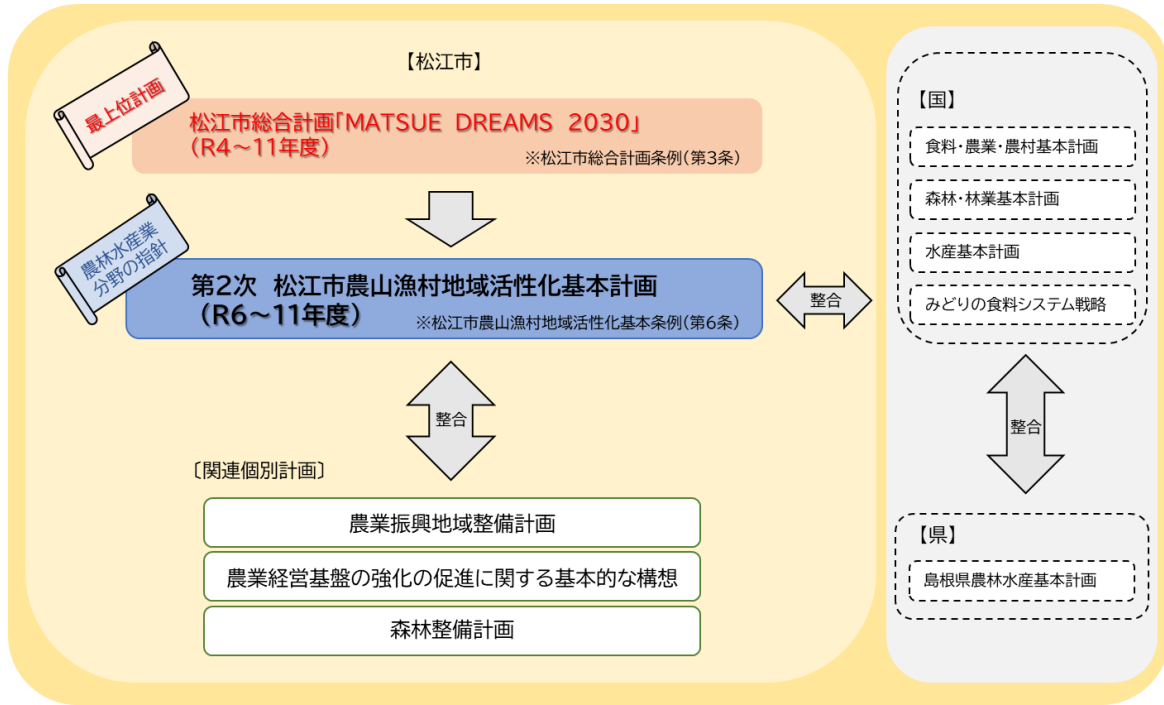 【松江市】
最上位計画
松江市総合計画「MATSUE DREAMS 2030」
（R4～11年度）
※松江市総合計画条例（第3条）
農林水産業
分野の指針
第2次 松江市農山漁村地域活性化基本計画
（R6～11年度）
※松江市農山漁村地域活性化基本条例（第6条）
整合
整合
〔関連個別計画〕
農業振興地域整備計画
農業経営基盤の強化の促進に関する基本的な構想
森林整備計画
【国】
食料・農業・農村基本計画
森林・林業基本計画
水産基本計画
みどりの食料システム戦略
整合
【県】
島根県農林水産基本計画